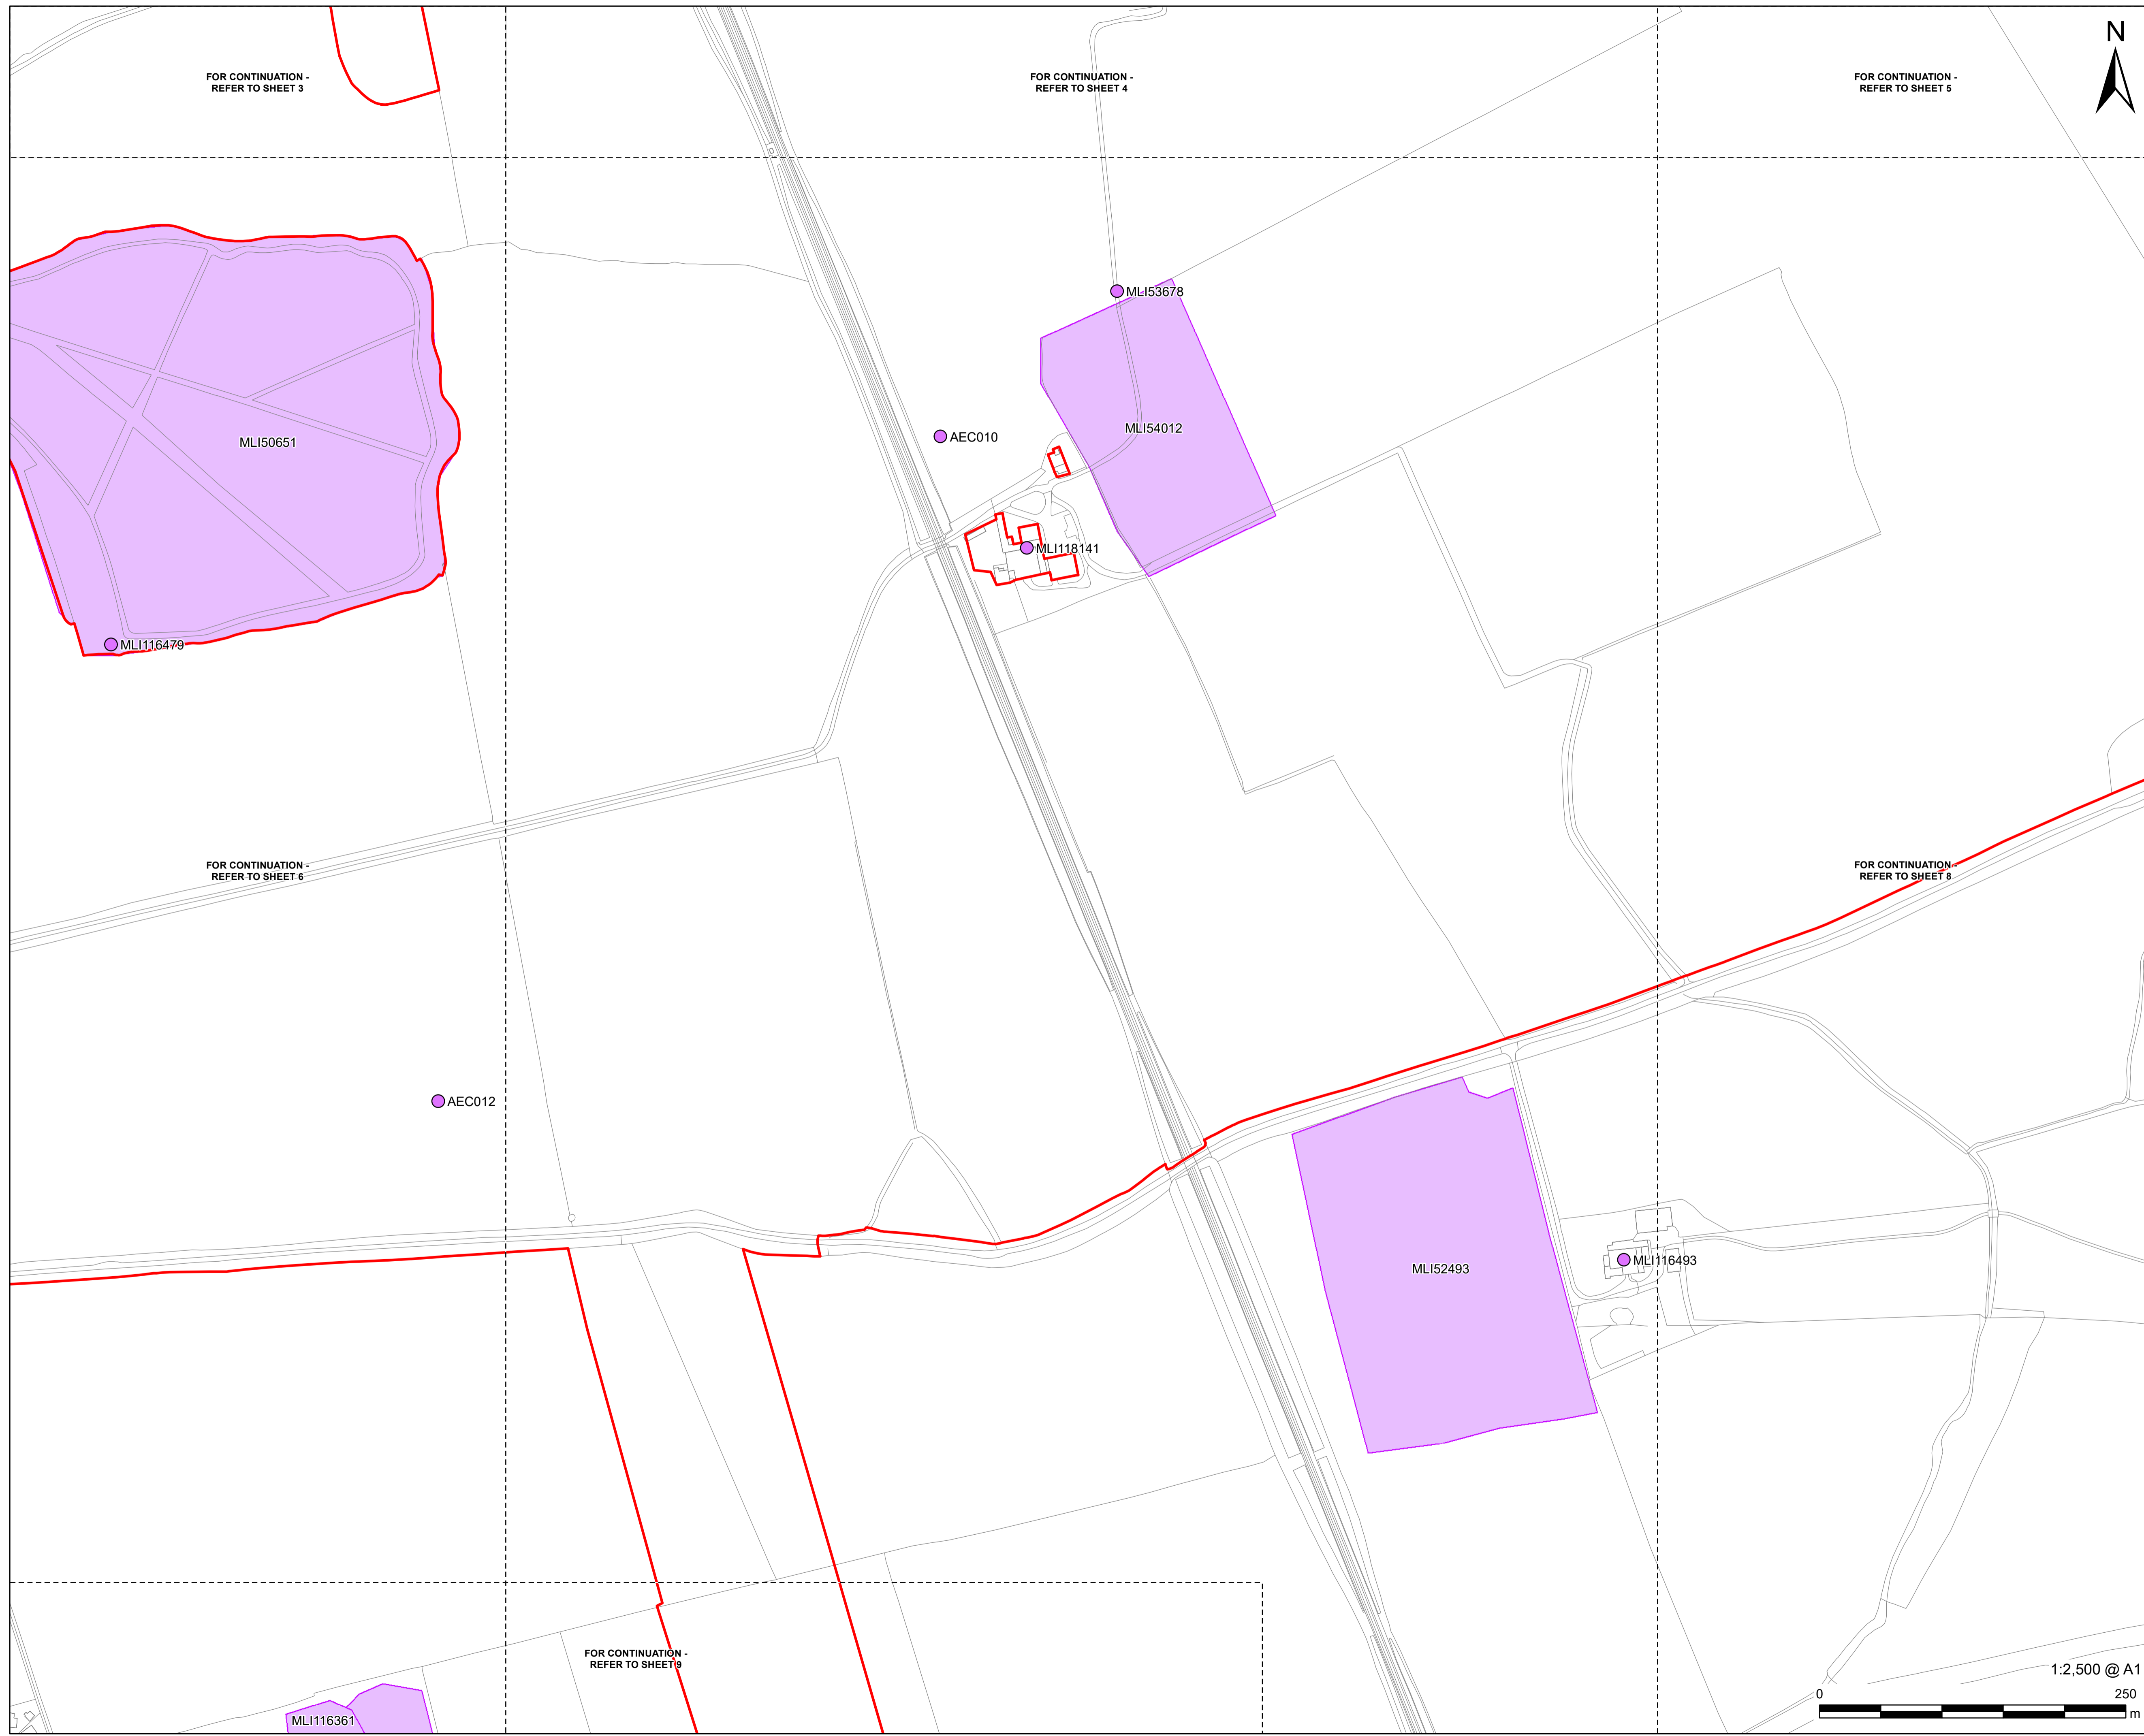 N
FOR CONTINUATION -
REFER TO SHEET 3
FOR CONTINUATION -
REFER TO SHEET 4
FOR CONTINUATION -
REFER TO SHEET 5
MLI53678
MLI54012
AEC010
MLI50651
MLI118141
MLI116479
FOR CONTINUATION -
REFER TO SHEET 6
FOR CONTINUATION -
REFER TO SHEET 8
AEC012
MLI52493
MLI116493
FOR CONTINUATION -
REFER TO SHEET 9
MLI116361
1:2,500 @ A1
0 250
m